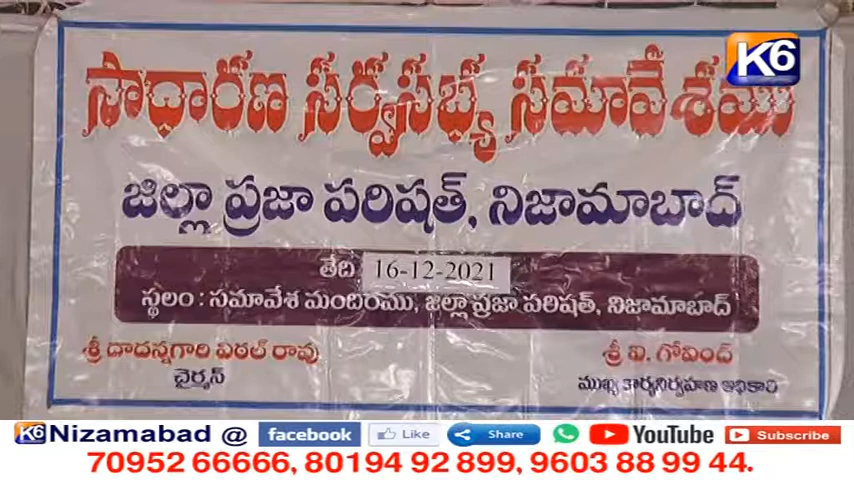 K6
సాధారణ సర్వసభ్య సమావేశము
జిల్లా ప్రజా పరిషత్, నిజామాబాద్
తేది 16-12-2021
స్థలం : సమావేశ మందిరము, జిల్లా ప్రజా పరిషత్, నిజామాబాద్
శ్రీ దాదన్నగారి విఠల్ రావు
చైర్మన్
శ్రీ వి. గోవింద్
ముఖ్య కార్యనిర్వహణ అధికారి
K6 Nizamabad @ facebook Like Share YouTube Subscribe
70952 66666, 80194 92 899, 9603 88 99 44.